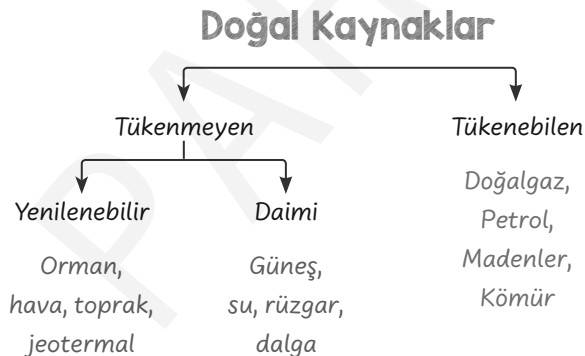 Doğal Kaynaklar
Tükenmeyen
Tükenebilen
Yenilenebilir
Daimi
Orman,
hava, toprak,
jeotermal
Güneş,
su, rüzgar,
dalga
Doğalgaz,
Petrol,
Madenler,
Kömür